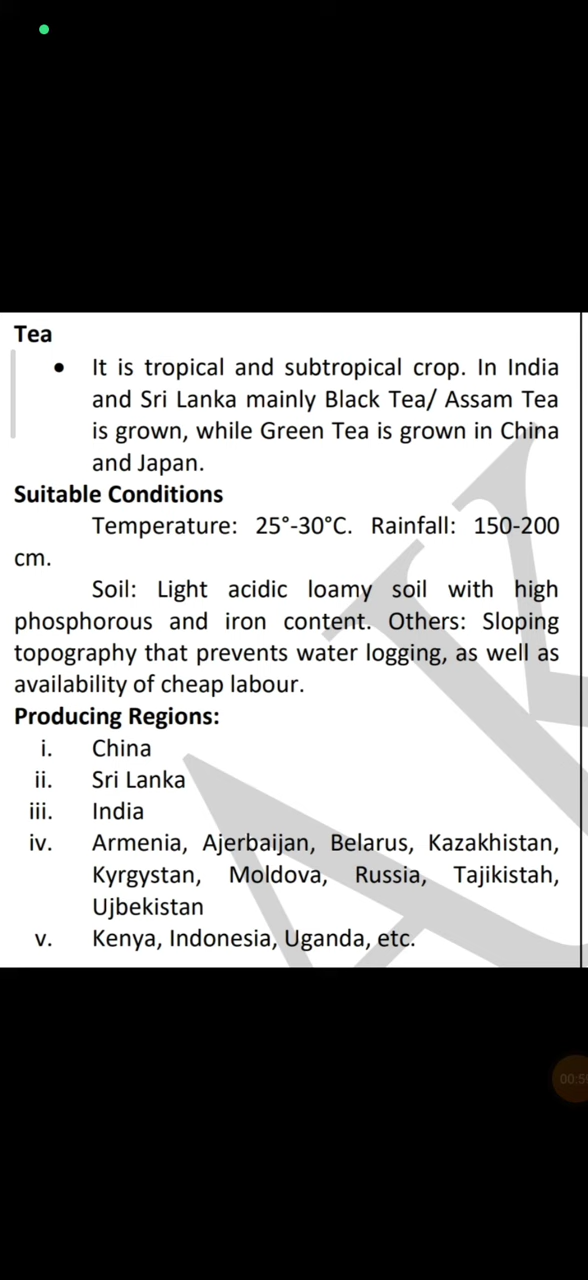 Tea
• It is tropical and subtropical crop. In India
and Sri Lanka mainly Black Tea/ Assam Tea
is grown, while Green Tea is grown in China
and Japan.
Suitable Conditions
Temperature: 25°-30°C. Rainfall: 150-200
cm.
Soil: Light acidic loamy soil with high
phosphorous and iron content. Others: Sloping
topography that prevents water logging, as well as
availability of cheap labour.
Producing Regions:
i. China
ii. Sri Lanka
iii. India
iv. Armenia, Ajerbaijan, Belarus, Kazakhistan,
Kyrgystan, Moldova, Russia, Tajikistah,
Ujbekistan
v. Kenya, Indonesia, Uganda, etc.